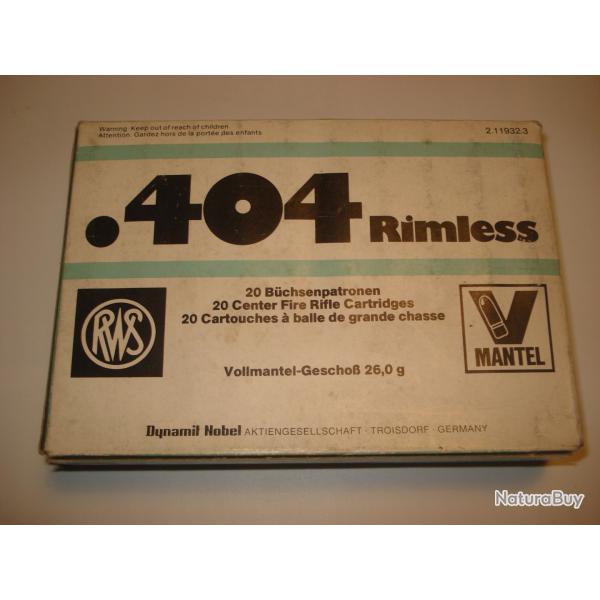 Warning: Keep out of reach of children
Attention: Gardez hors de la portée des enfants
2.11932.3
.404 Rimless
20 Büchsenpatronen
20 Center Fire Rifle Cartridges
20 Cartouches à balle de grande chasse
RWS
V
MANTEL
Vollmantel-Geschoß 26,0 g
Dynamit Nobel AKTIENGESELLSCHAFT · TROISDORF · GERMANY
NaturaBuy